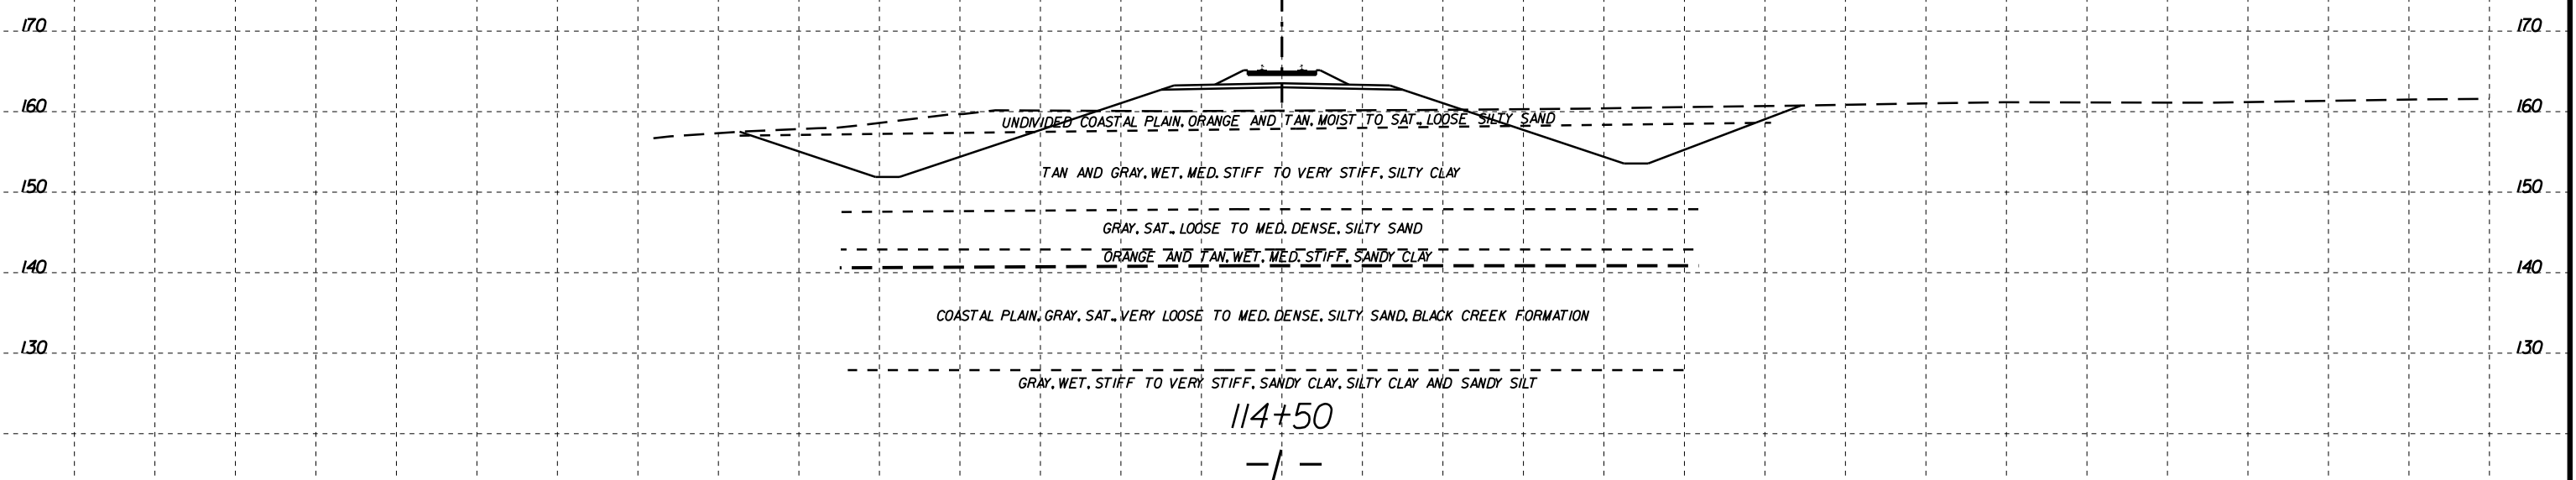 170 170
160 160
UNDIVIDED COASTAL PLAIN, ORANGE AND TAN, MOIST TO SAT., LOOSE SILTY SAND
TAN AND GRAY, WET, MED. STIFF TO VERY STIFF, SILTY CLAY
150 150
GRAY, SAT., LOOSE TO MED. DENSE, SILTY SAND
ORANGE AND TAN, WET, MED. STIFF, SANDY CLAY
140 140
COASTAL PLAIN, GRAY, SAT., VERY LOOSE TO MED. DENSE, SILTY SAND, BLACK CREEK FORMATION
130 130
GRAY, WET, STIFF TO VERY STIFF, SANDY CLAY, SILTY CLAY AND SANDY SILT
114+50